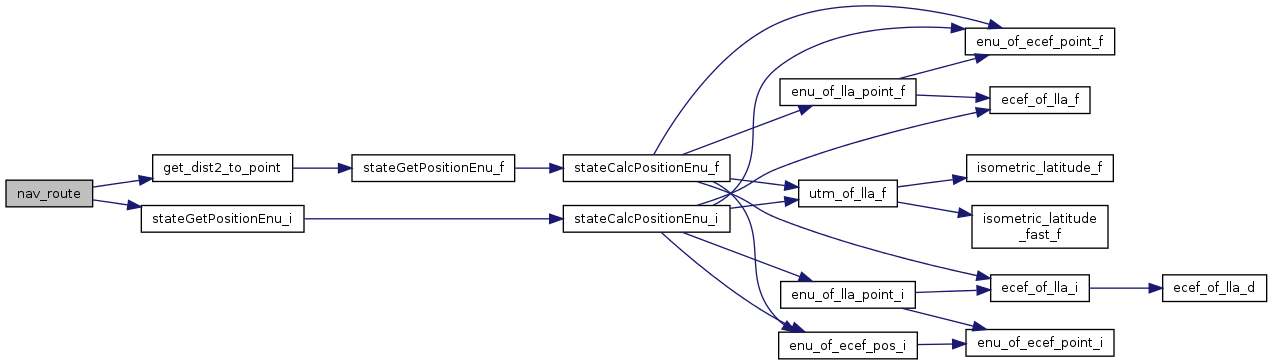 nav_route
get_dist2_to_point
stateGetPositionEnu_i
stateGetPositionEnu_f
stateCalcPositionEnu_f
stateCalcPositionEnu_i
enu_of_lla_point_f
utm_of_lla_f
enu_of_lla_point_i
enu_of_ecef_pos_i
enu_of_ecef_point_f
ecef_of_lla_f
isometric_latitude_f
isometric_latitude
_fast_f
ecef_of_lla_i
enu_of_ecef_point_i
ecef_of_lla_d